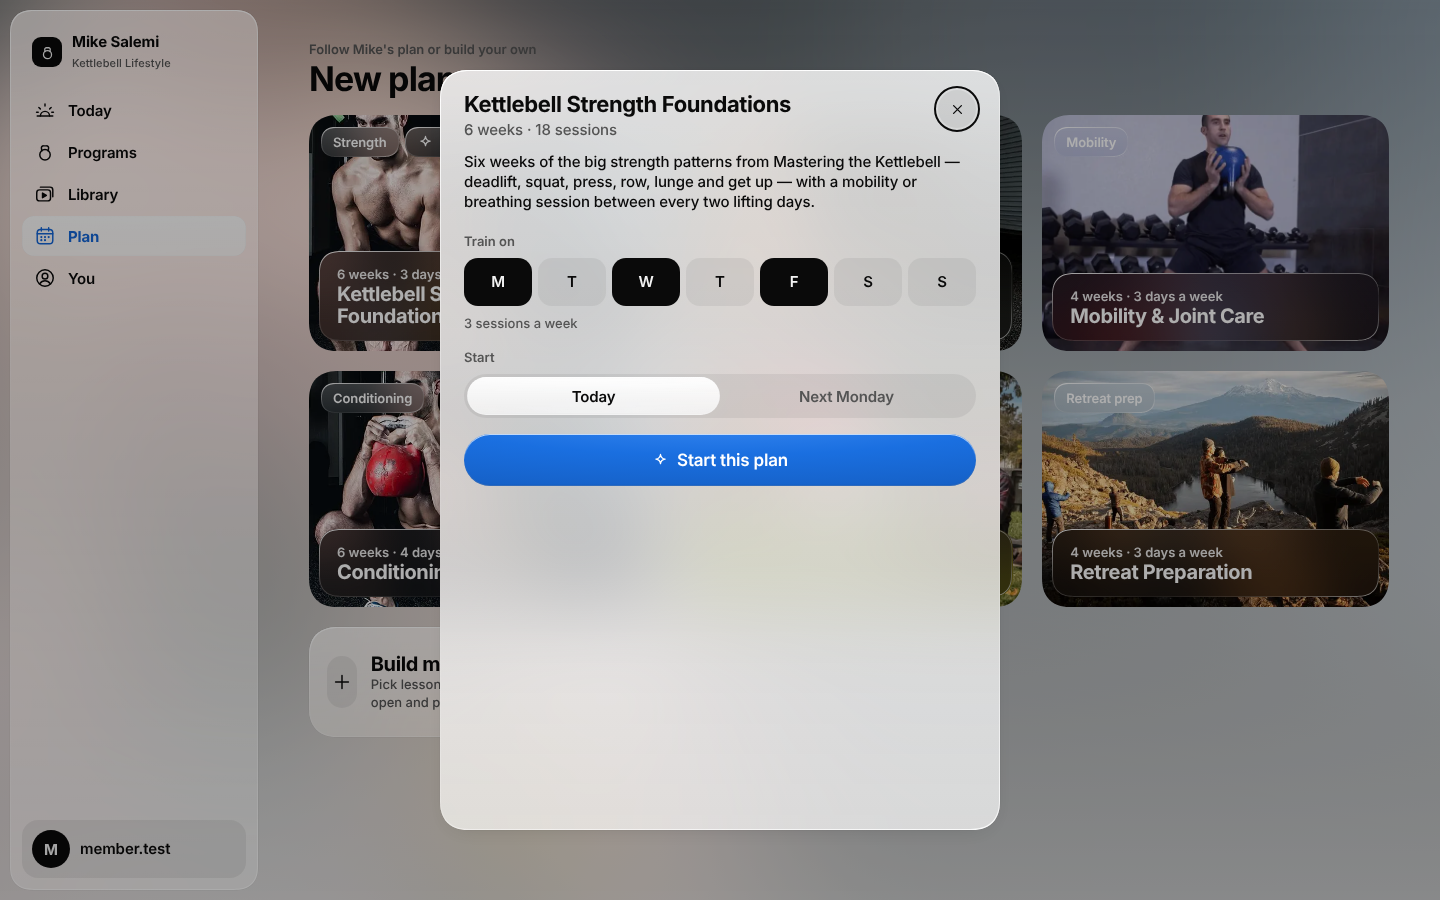 Mike Salemi
Kettlebell Lifestyle
Today
Programs
Library
Plan
You
M
member.test
Follow Mike's plan or build your own
New plan
Strength
6 weeks · 3 days
Kettlebell S
Foundation
Mobility
4 weeks · 3 days a week
Mobility & Joint Care
Conditioning
6 weeks · 4 days
Conditionin
Retreat prep
4 weeks · 3 days a week
Retreat Preparation
Build m
Pick lesson
open and p
Kettlebell Strength Foundations
6 weeks · 18 sessions
Six weeks of the big strength patterns from Mastering the Kettlebell —
deadlift, squat, press, row, lunge and get up — with a mobility or
breathing session between every two lifting days.
Train on
M T W T F S S
3 sessions a week
Start
Today Next Monday
Start this plan